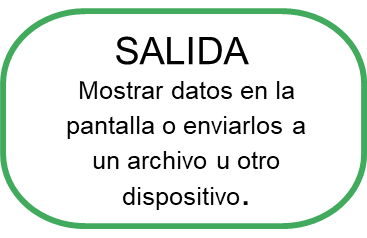 SALIDA
Mostrar datos en la
pantalla o enviarlos a
un archivo u otro
dispositivo.